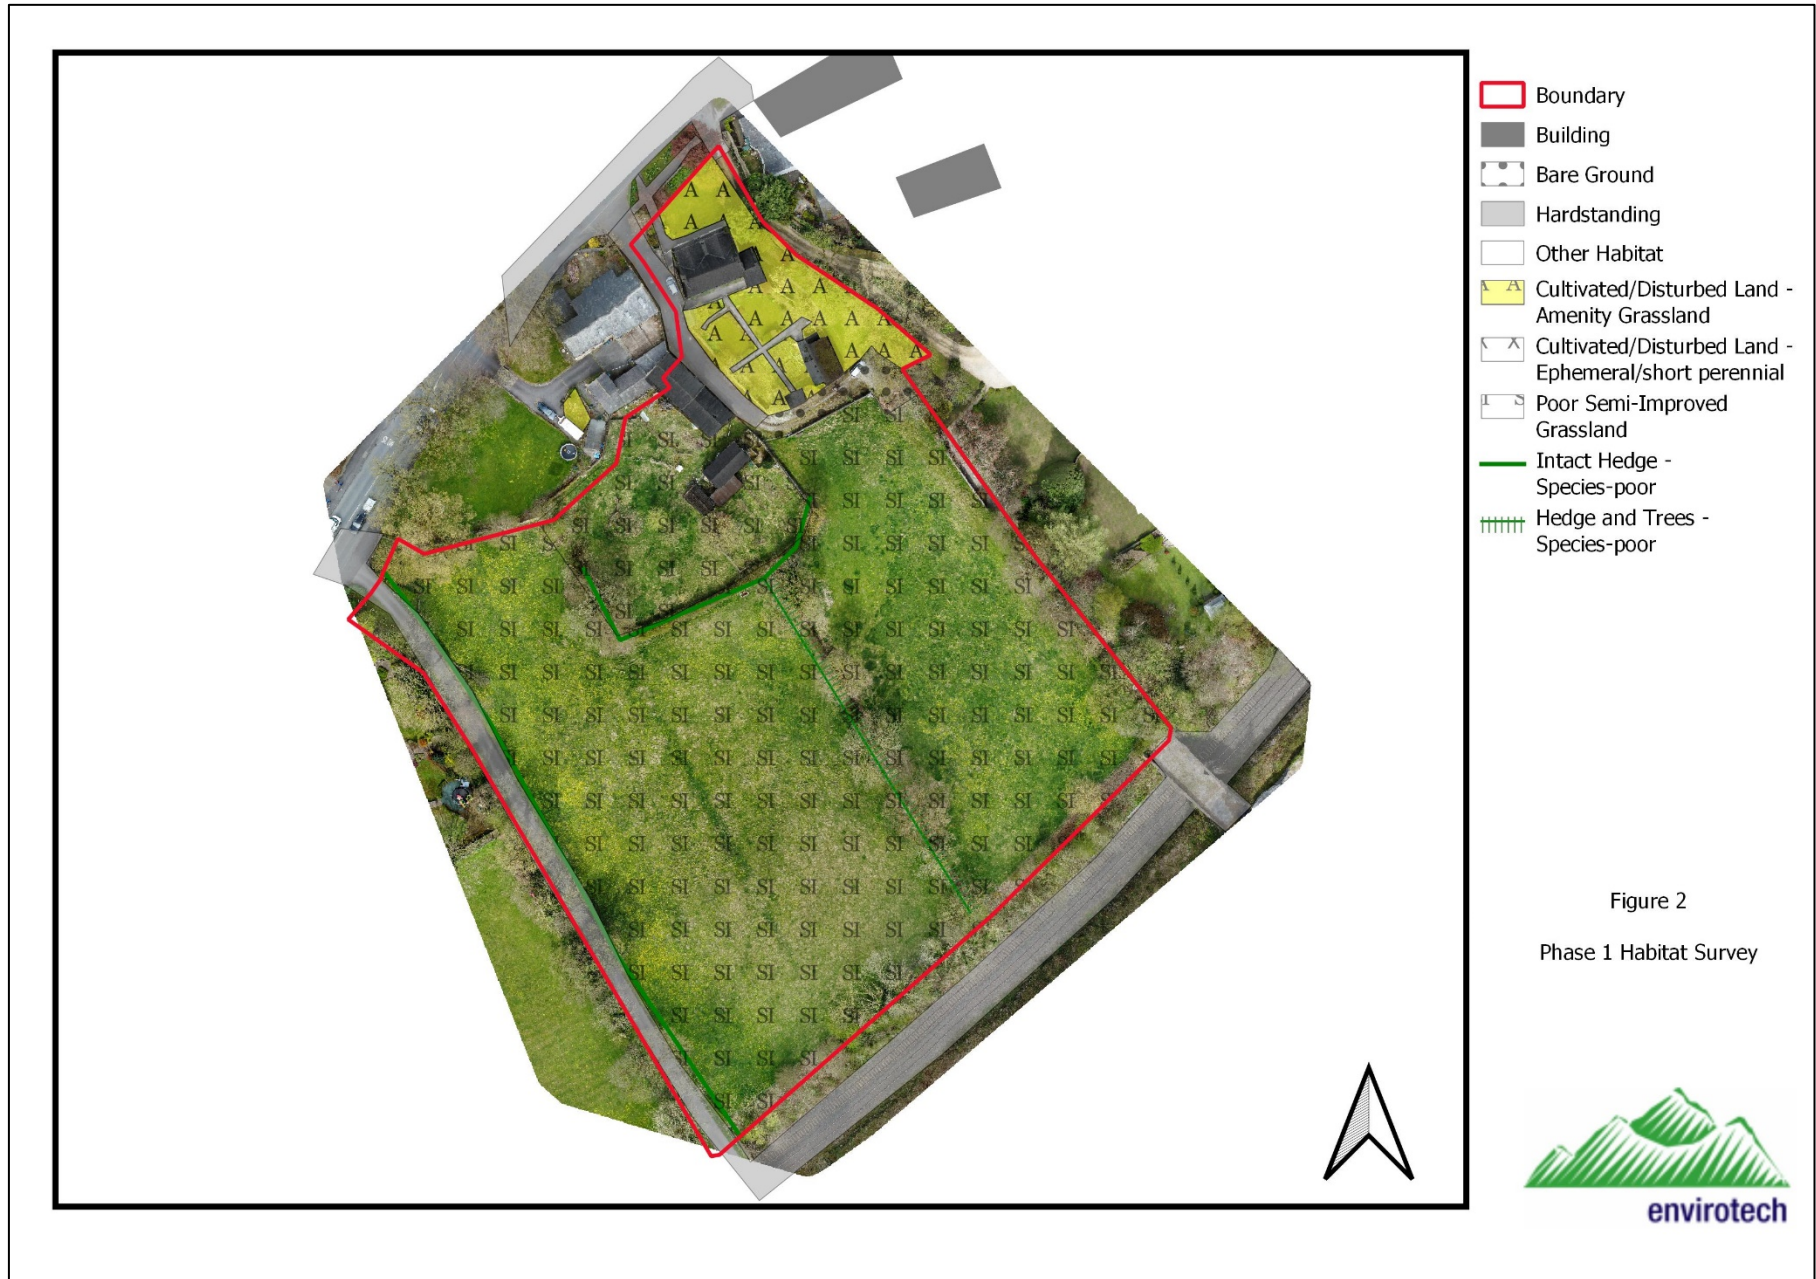 Boundary
Building
Bare Ground
Hardstanding
Other Habitat
Cultivated/Disturbed Land -
Amenity Grassland
Cultivated/Disturbed Land -
Ephemeral/short perennial
Poor Semi-Improved
Grassland
Intact Hedge -
Species-poor
Hedge and Trees -
Species-poor
Figure 2
Phase 1 Habitat Survey
envirotech